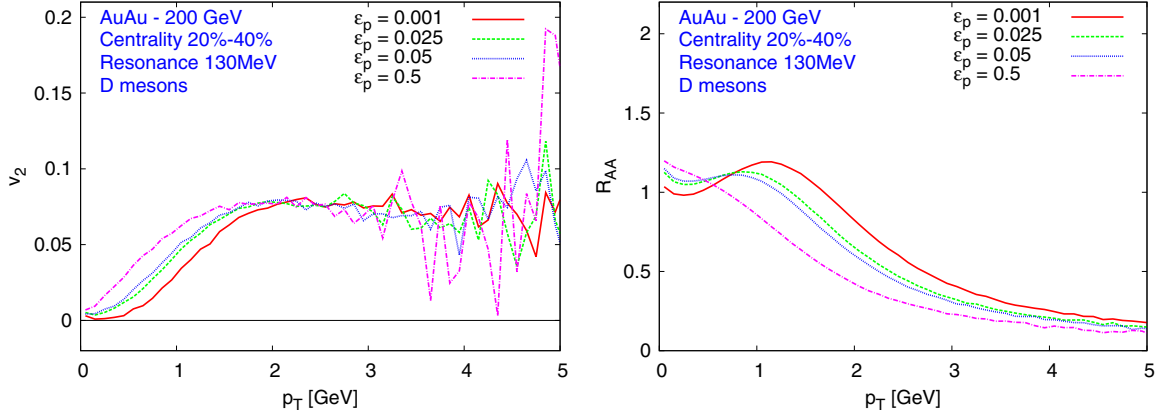 AuAu - 200 GeV
Centrality 20%-40%
Resonance 130MeV
D mesons
εp = 0.001
εp = 0.025
εp = 0.05
εp = 0.5
v2
0.2
0.15
0.1
0.05
0
0 1 2 3 4 5
pT [GeV]
AuAu - 200 GeV
Centrality 20%-40%
Resonance 130MeV
D mesons
εp = 0.001
εp = 0.025
εp = 0.05
εp = 0.5
RAA
2
1.5
1
0.5
0
0 1 2 3 4 5
pT [GeV]